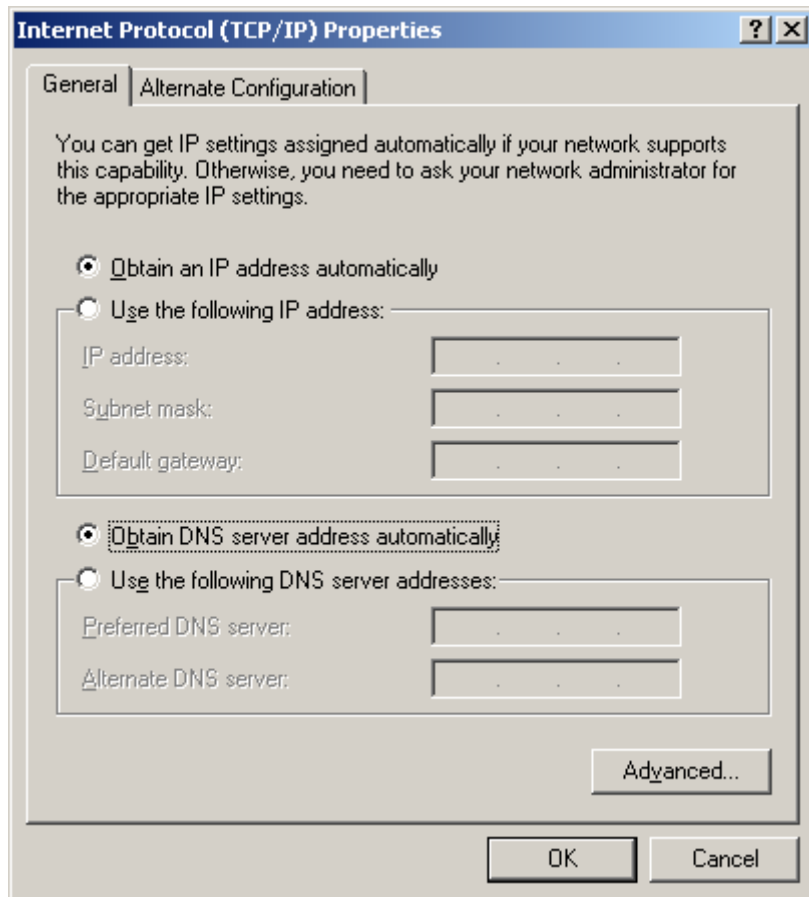 Internet Protocol (TCP/IP) Properties
General
Alternate Configuration
You can get IP settings assigned automatically if your network supports
this capability. Otherwise, you need to ask your network administrator for
the appropriate IP settings.
Obtain an IP address automatically
Use the following IP address:
IP address:
Subnet mask:
Default gateway:
Obtain DNS server address automatically
Use the following DNS server addresses:
Preferred DNS server:
Alternate DNS server:
Advanced...
OK
Cancel